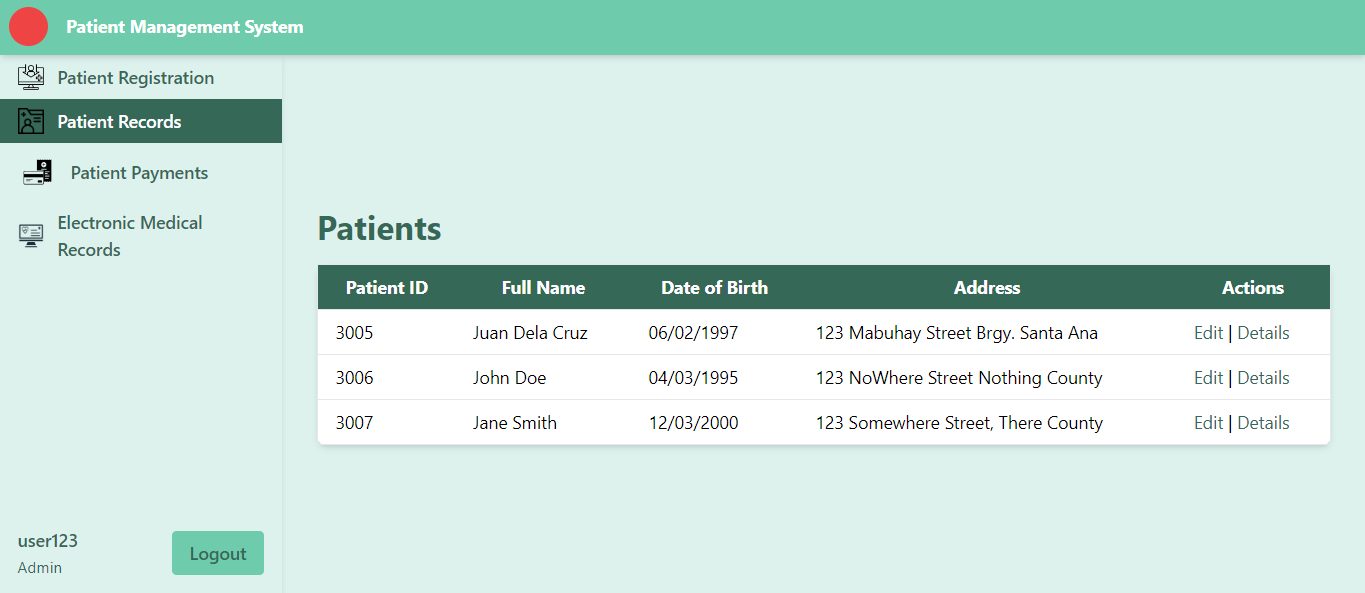 Patient Management System
Patient Registration
Patient Records
Patient Payments
Electronic Medical
Records
Patients
Patient ID Full Name Date of Birth Address Actions
3005 Juan Dela Cruz 06/02/1997 123 Mabuhay Street Brgy. Santa Ana Edit | Details
3006 John Doe 04/03/1995 123 NoWhere Street Nothing County Edit | Details
3007 Jane Smith 12/03/2000 123 Somewhere Street, There County Edit | Details
user123
Admin
Logout